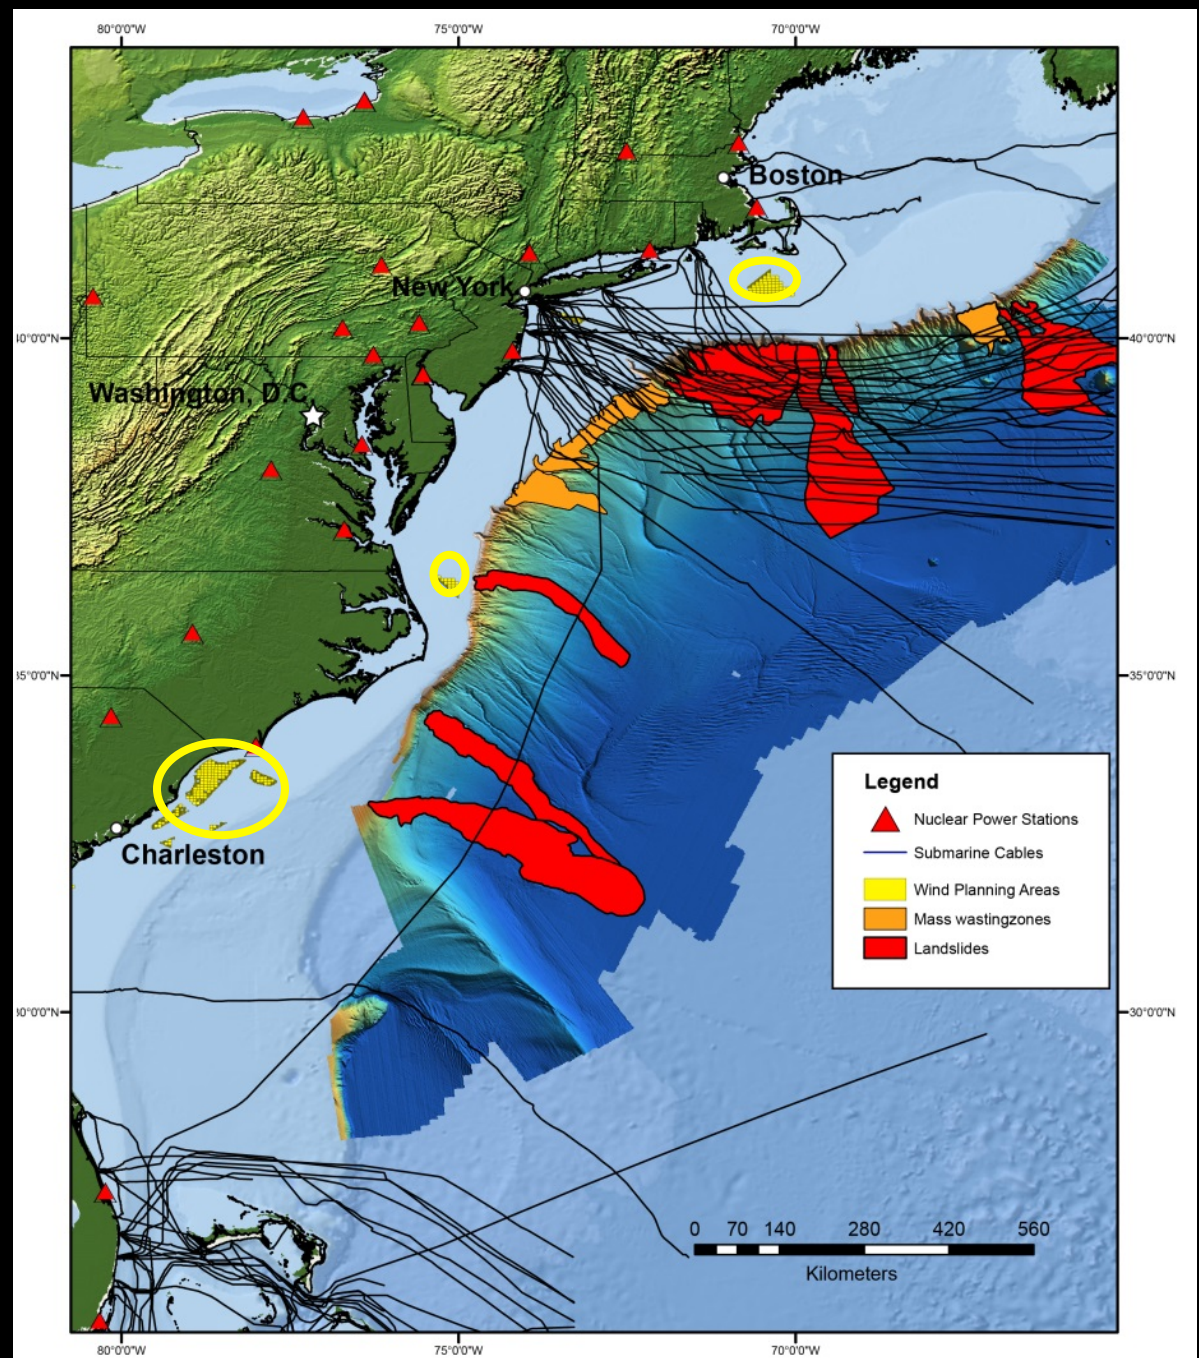 80°0'0"W 75°0'0"W 70°0'0"W
Boston
New York
40°0'0"N 40°0'0"N
Washington, D.C.
35°0'0"N 35°0'0"N
Legend
Nuclear Power Stations
Submarine Cables
Charleston
Wind Planning Areas
Mass wastingzones
Landslides
30°0'0"N 30°0'0"N
0 70 140 280 420 560
Kilometers
80°0'0"W 75°0'0"W 70°0'0"W